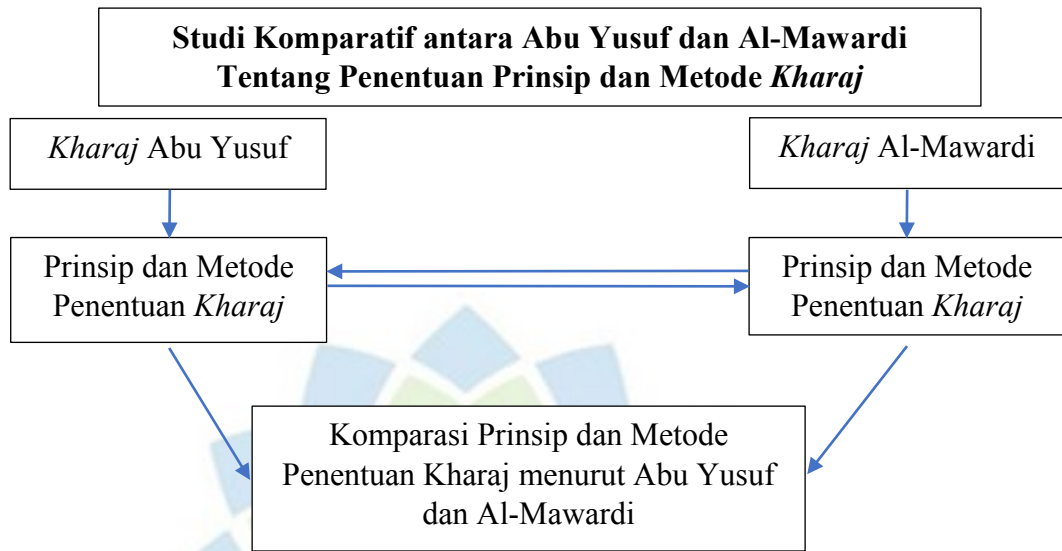 Studi Komparatif antara Abu Yusuf dan Al-Mawardi
Tentang Penentuan Prinsip dan Metode Kharaj
Kharaj Abu Yusuf
Kharaj Al-Mawardi
Prinsip dan Metode
Penentuan Kharaj
Prinsip dan Metode
Penentuan Kharaj
Komparasi Prinsip dan Metode
Penentuan Kharaj menurut Abu Yusuf
dan Al-Mawardi